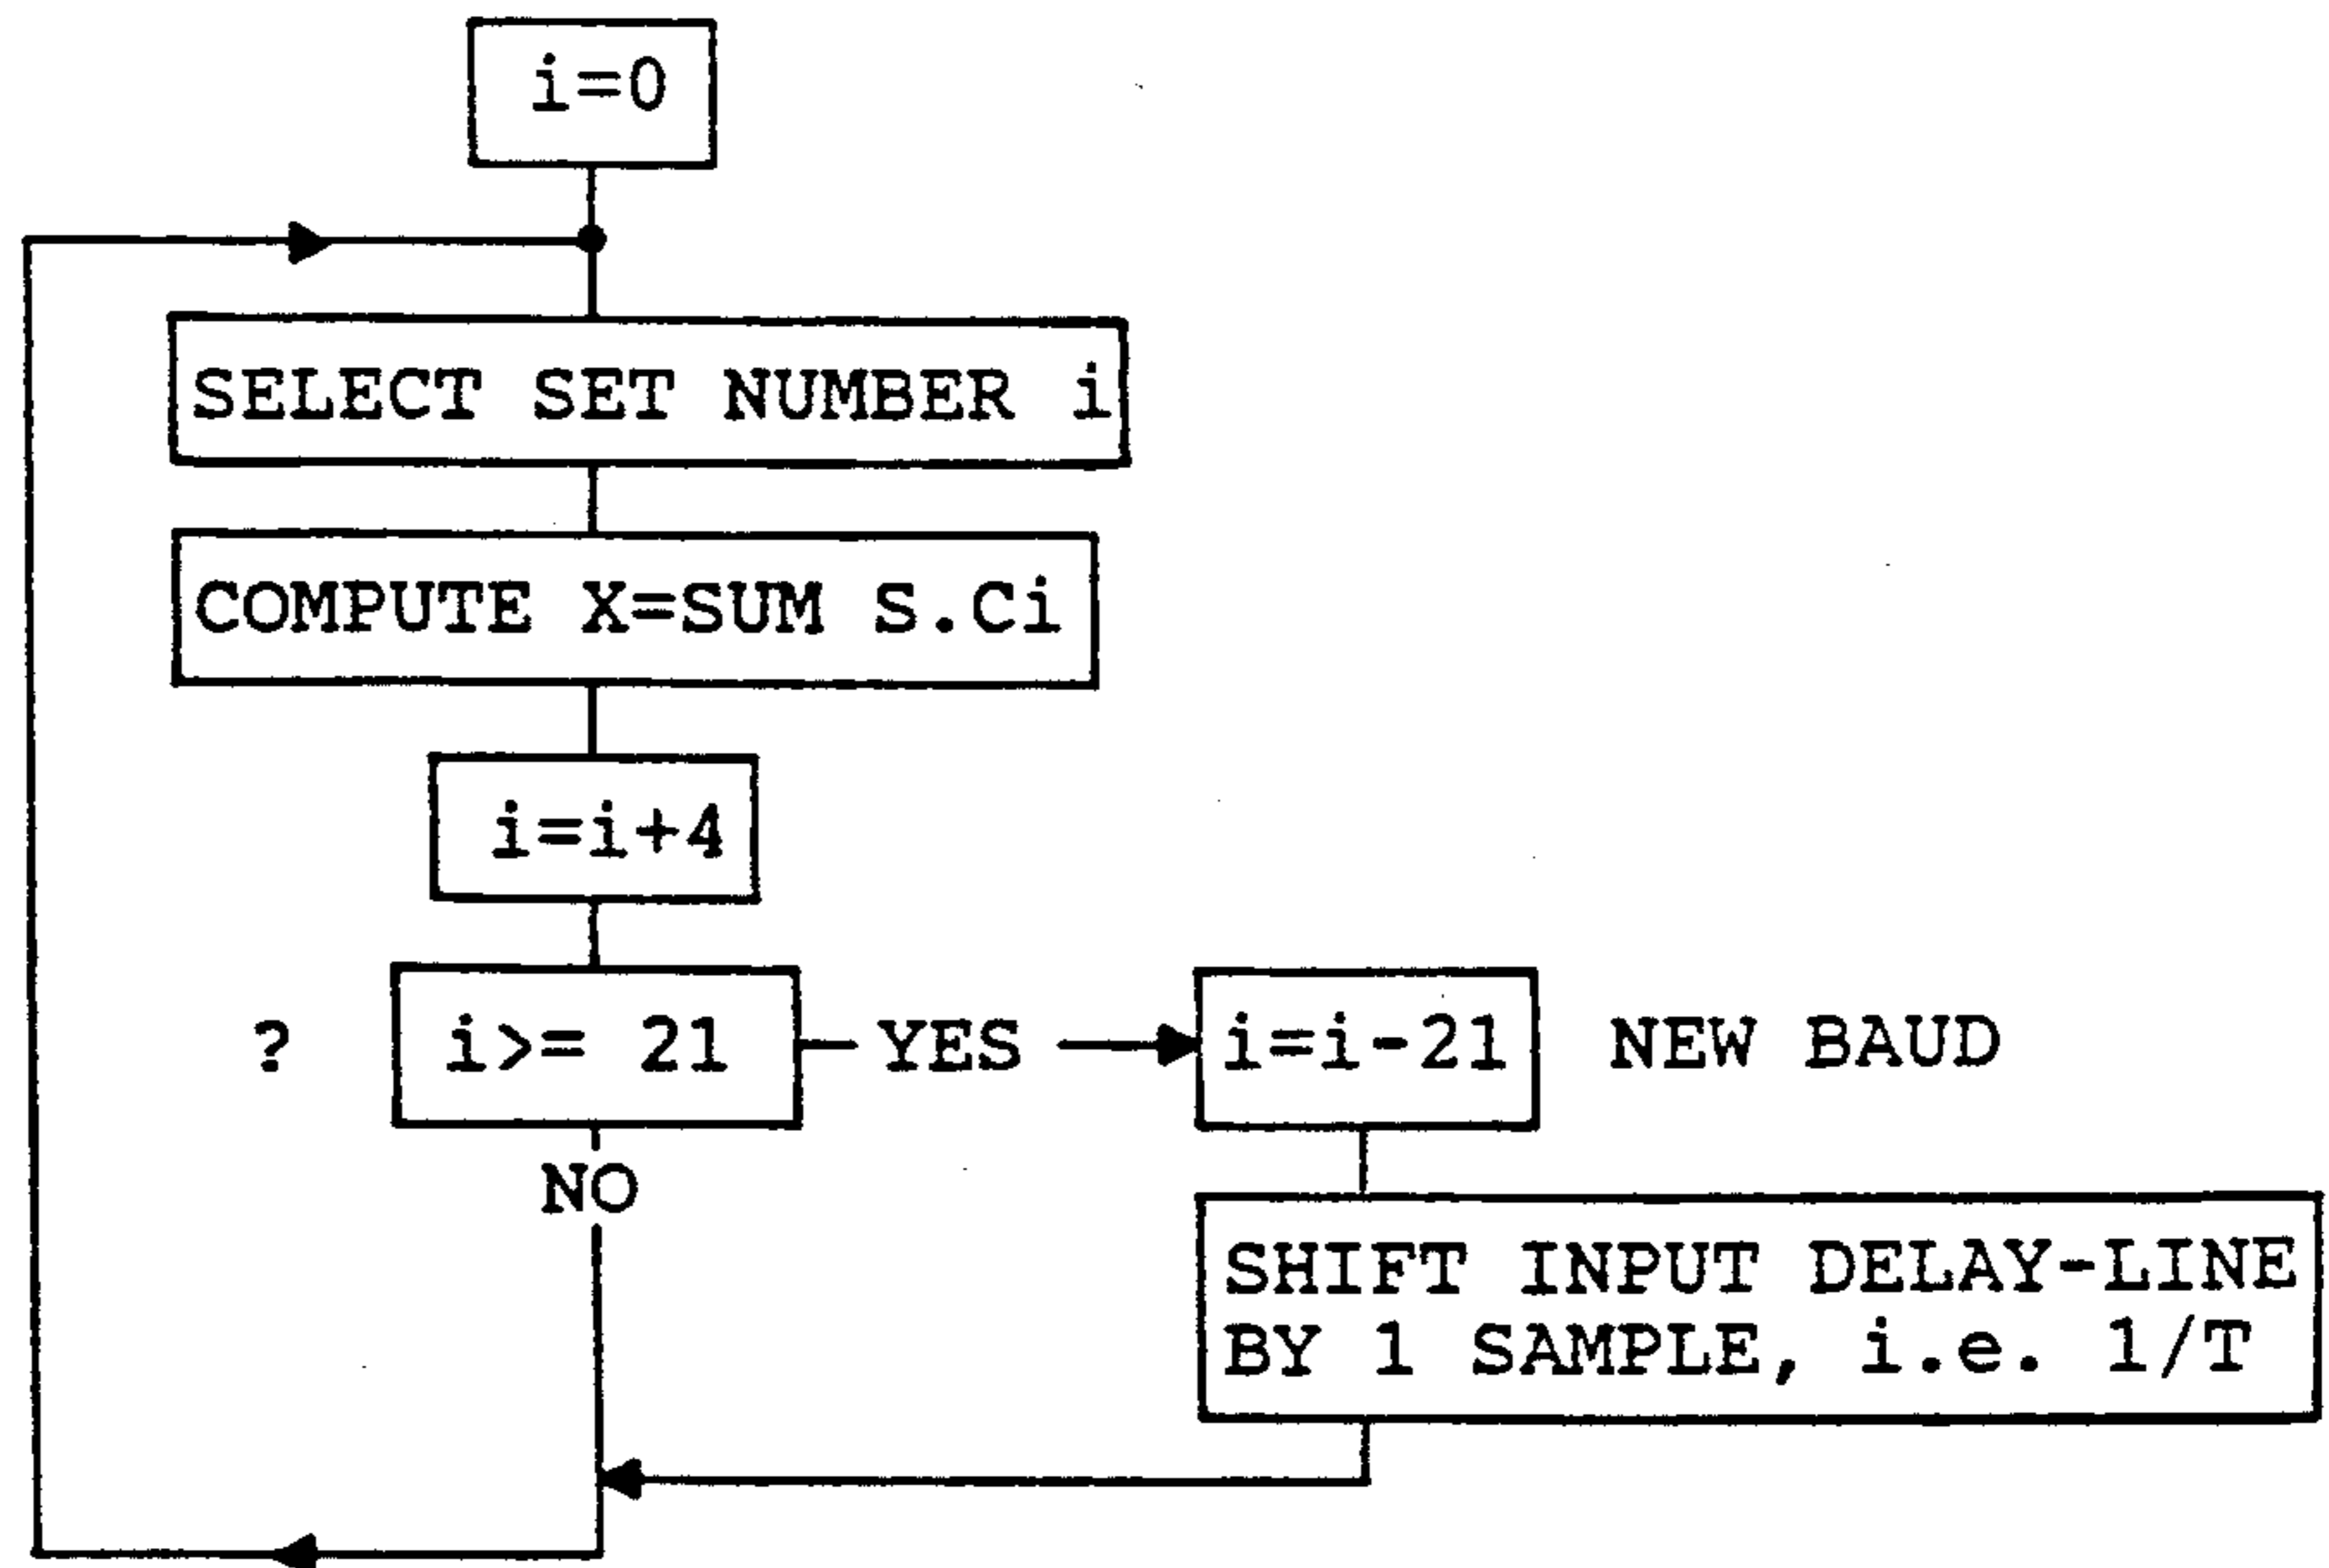 i=0
SELECT SET NUMBER i
COMPUTE X=SUM S.Ci
i=i+4
? i>= 21 YES i=i-21 NEW BAUD
NO
SHIFT INPUT DELAY-LINE
BY 1 SAMPLE, i.e. 1/T